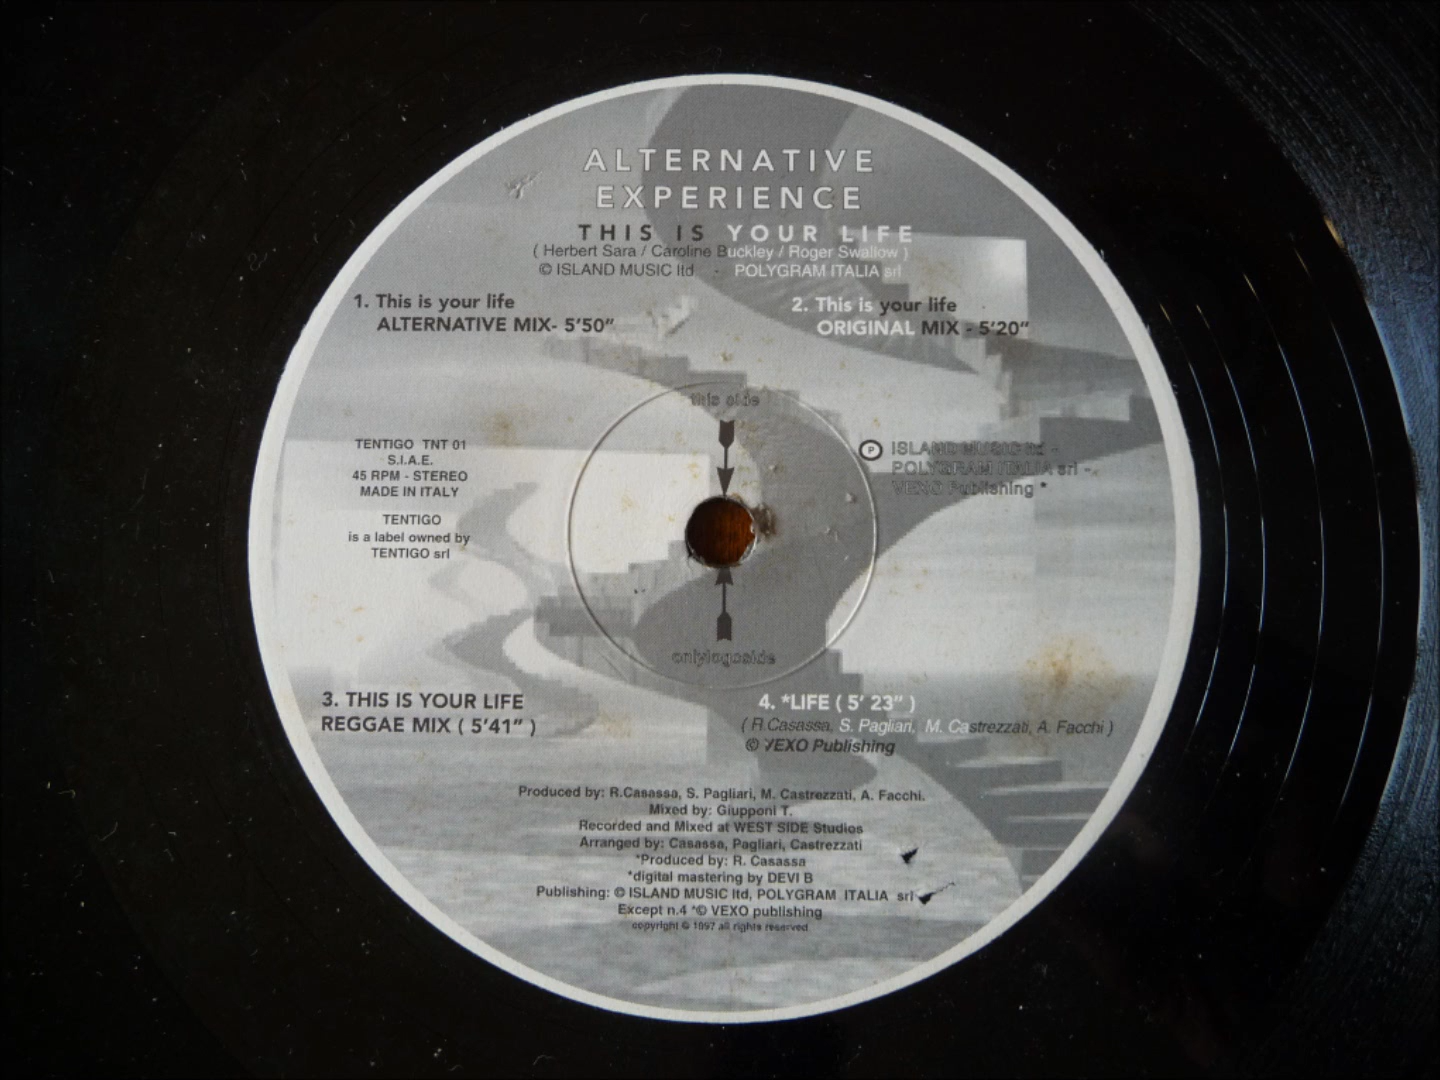 ALTERNATIVE
EXPERIENCE
THIS IS YOUR LIFE
( Herbert Sara / Caroline Buckley / Roger Swallow )
© ISLAND MUSIC ltd - POLYGRAM ITALIA srl
1. This is your life
ALTERNATIVE MIX- 5'50"
2. This is your life
ORIGINAL MIX - 5'20"
this side
TENTIGO TNT 01
S.I.A.E.
45 RPM - STEREO
MADE IN ITALY
TENTIGO
is a label owned by
TENTIGO srl
℗ ISLAND MUSIC ltd -
POLYGRAM ITALIA srl -
VEXO Publishing *
onlylogoside
3. THIS IS YOUR LIFE
REGGAE MIX ( 5'41" )
4. *LIFE ( 5' 23" )
( R.Casassa, S. Pagliari, M. Castrezzati, A. Facchi )
© VEXO Publishing
Produced by: R.Casassa, S. Pagliari, M. Castrezzati, A. Facchi.
Mixed by: Giupponi T.
Recorded and Mixed at WEST SIDE Studios
Arranged by: Casassa, Pagliari, Castrezzati
*Produced by: R. Casassa
*digital mastering by DEVI B
Publishing: © ISLAND MUSIC ltd, POLYGRAM ITALIA srl
Except n.4 *© VEXO publishing
copyright © 1997 all rights reserved